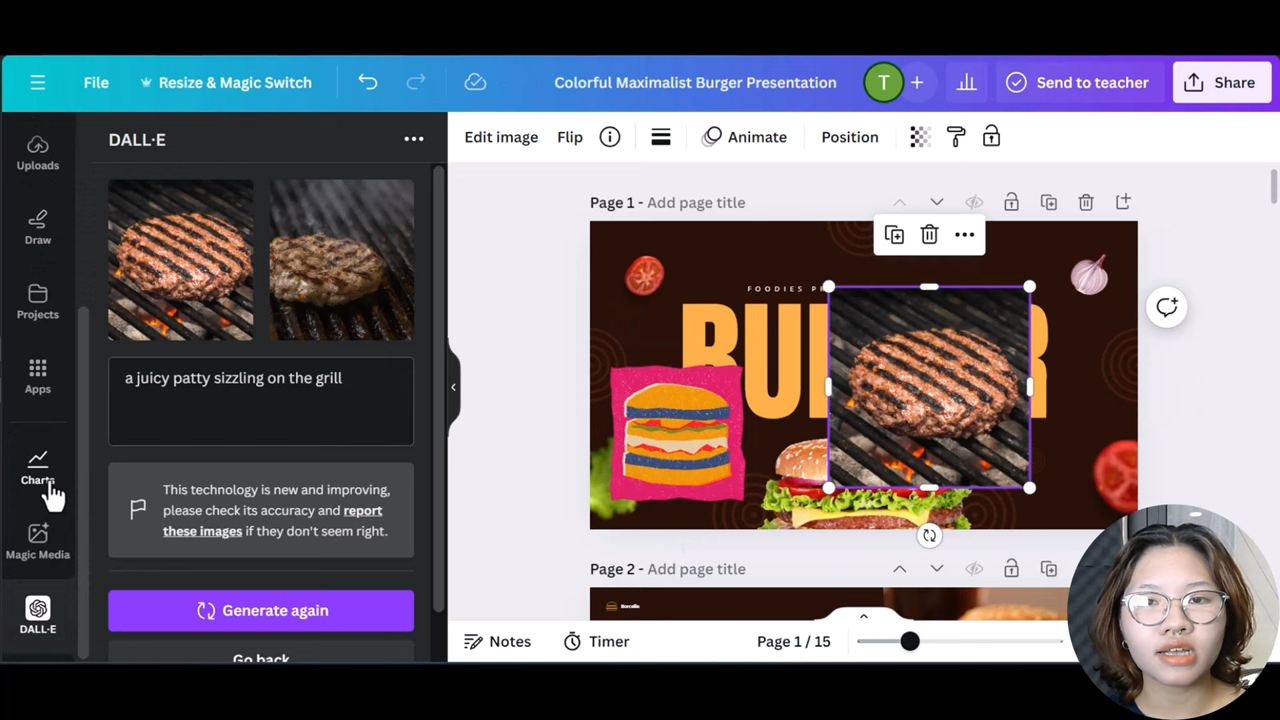 File
Resize & Magic Switch
Colorful Maximalist Burger Presentation
T
Send to teacher
Share
Uploads
Draw
Projects
Apps
Charts
Magic Media
DALL·E
DALL·E
a juicy patty sizzling on the grill
This technology is new and improving,
please check its accuracy and report
these images if they don't seem right.
Generate again
Go back
Edit image
Flip
Animate
Position
Page 1 - Add page title
FOODIES PR
BU
R
Page 2 - Add page title
Notes
Timer
Page 1 / 15